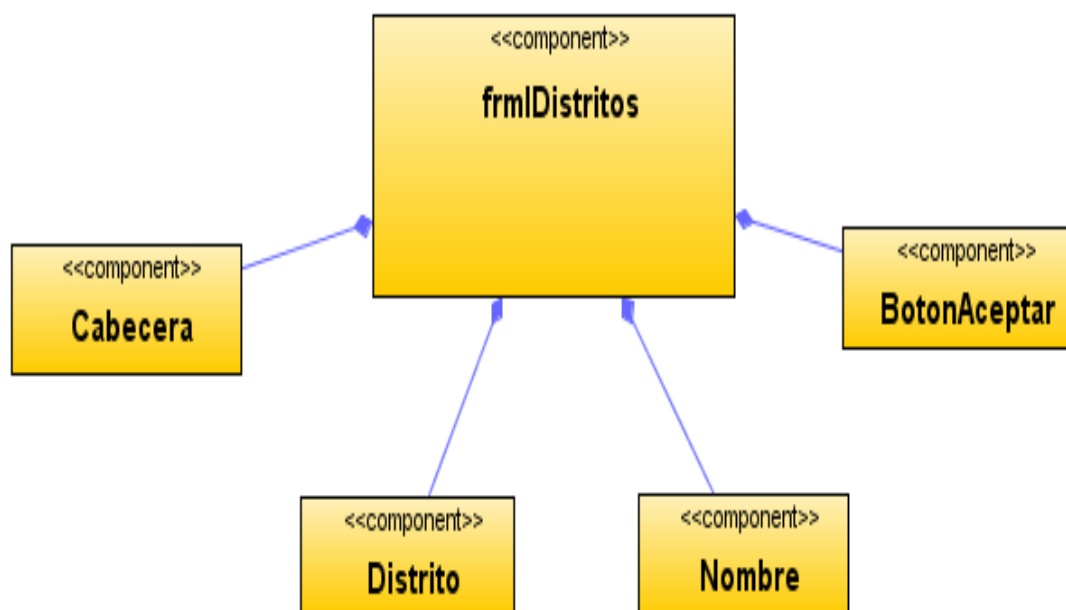 <<component>>
frmlDistritos
<<component>>
Cabecera
<<component>>
BotonAceptar
<<component>>
Distrito
<<component>>
Nombre